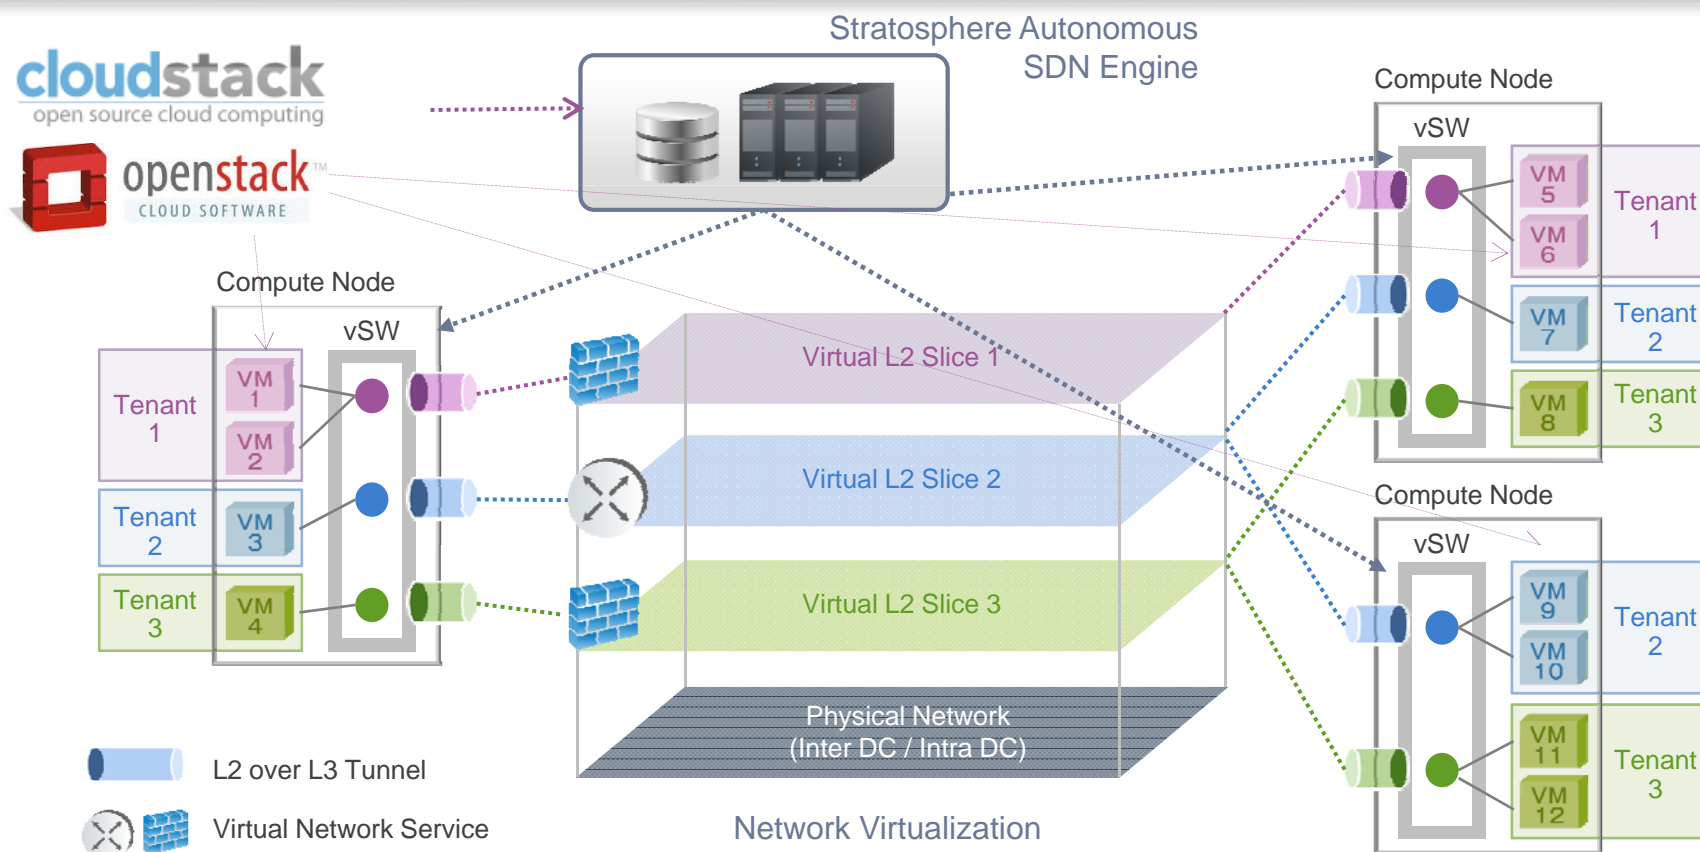 Stratosphere Autonomous
SDN Engine
cloudstack
open source cloud computing
openstack™
CLOUD SOFTWARE
Compute Node
vSW
Tenant
1
VM
1
VM
2
Tenant
2
VM
3
Tenant
3
VM
4
Virtual L2 Slice 1
Virtual L2 Slice 2
Virtual L2 Slice 3
Physical Network
(Inter DC / Intra DC)
Network Virtualization
Compute Node
vSW
VM
5
VM
6
Tenant
1
VM
7
Tenant
2
VM
8
Tenant
3
Compute Node
vSW
VM
9
VM
10
Tenant
2
VM
11
VM
12
Tenant
3
L2 over L3 Tunnel
Virtual Network Service